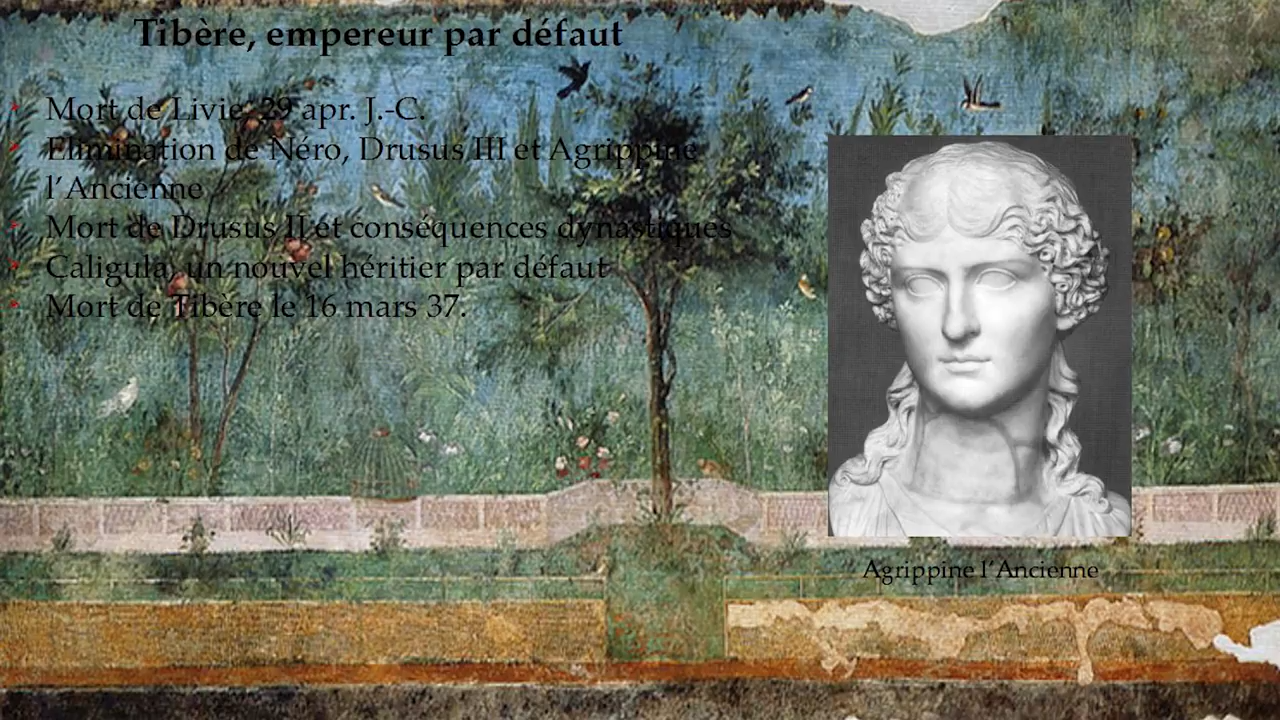 Tibère, empereur par défaut
• Mort de Livie, 29 apr. J.-C.
• Elimination de Néro, Drusus III et Agrippine
l’Ancienne
• Mort de Drusus II et conséquences dynastiques
• Caligula, un nouvel héritier par défaut
• Mort de Tibère le 16 mars 37.
Agrippine l’Ancienne